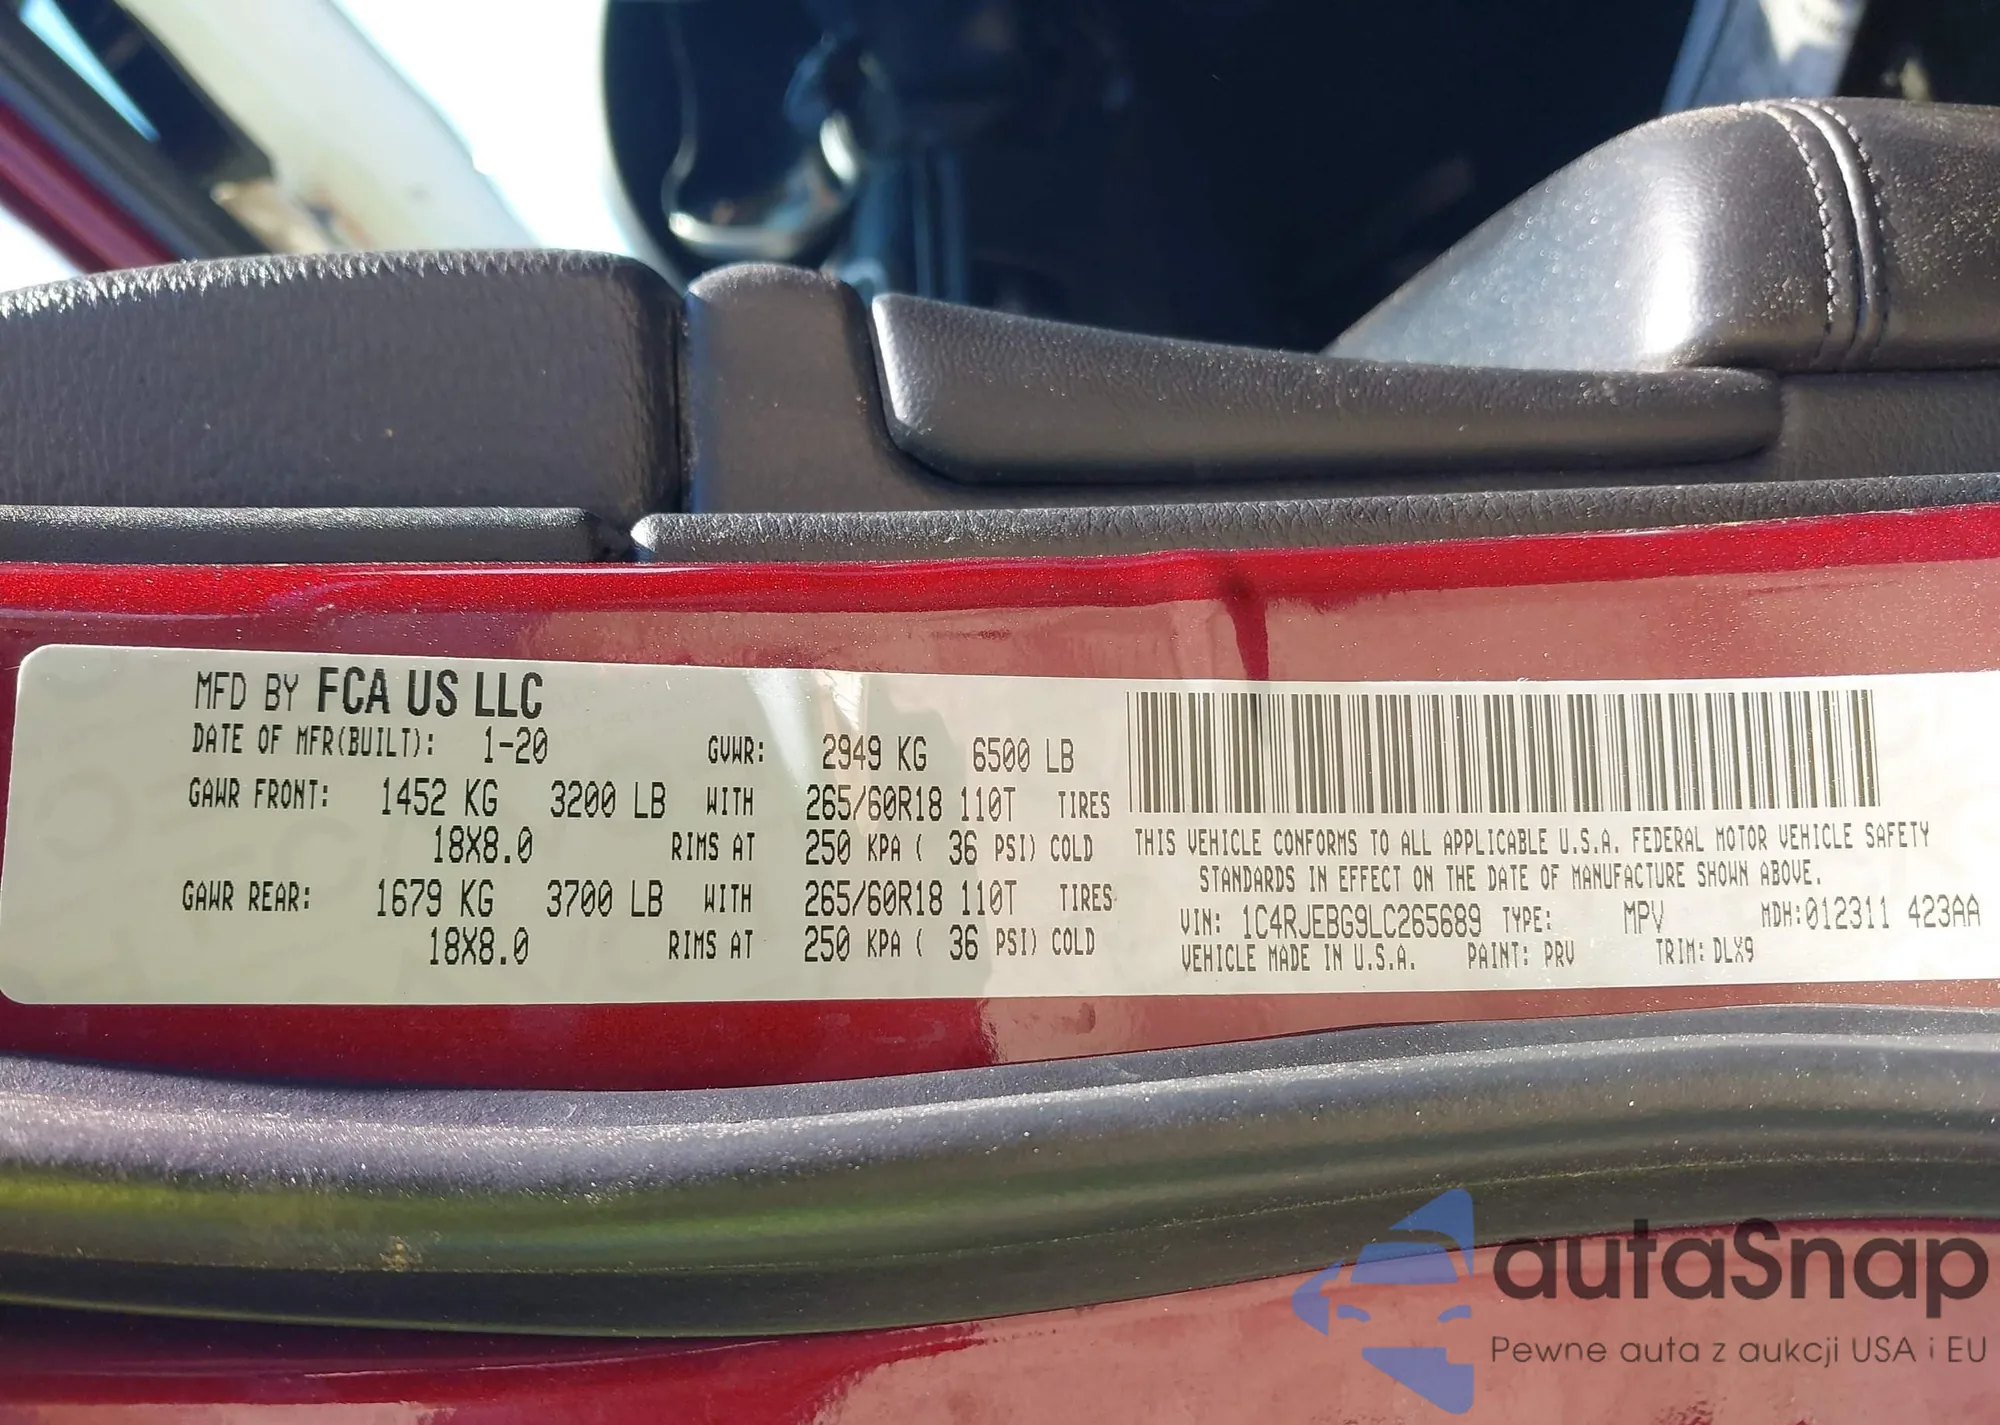 MFD BY FCA US LLC
DATE OF MFR(BUILT): 1-20 GVWR: 2949 KG 6500 LB
GAWR FRONT: 1452 KG 3200 LB WITH 265/60R18 110T TIRES
18X8.0 RIMS AT 250 KPA ( 36 PSI) COLD
GAWR REAR: 1679 KG 3700 LB WITH 265/60R18 110T TIRES
18X8.0 RIMS AT 250 KPA ( 36 PSI) COLD
THIS VEHICLE CONFORMS TO ALL APPLICABLE U.S.A. FEDERAL MOTOR VEHICLE SAFETY
STANDARDS IN EFFECT ON THE DATE OF MANUFACTURE SHOWN ABOVE.
VIN: 1C4RJEBG9LC265689 TYPE: MPV MDH:012311 423AA
VEHICLE MADE IN U.S.A. PAINT: PRV TRIM: DLX9
autaSnap
Pewne auta z aukcji USA i EU